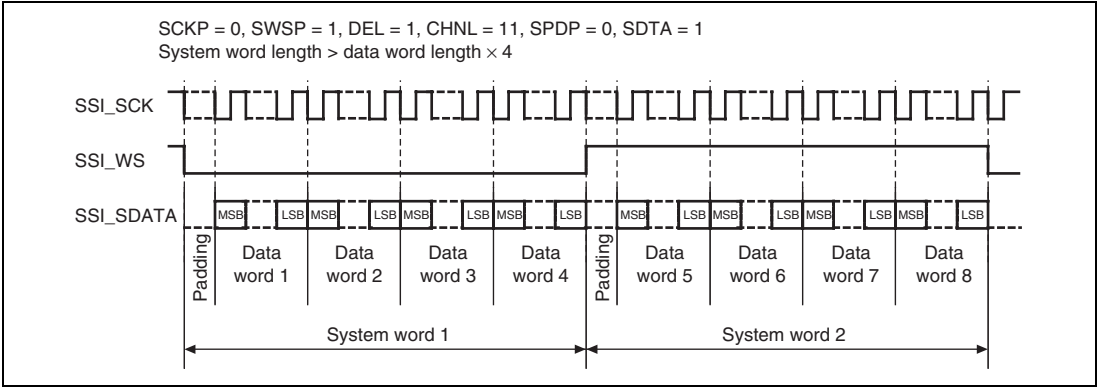 SCKP = 0, SWSP = 1, DEL = 1, CHNL = 11, SPDP = 0, SDTA = 1
System word length > data word length × 4
SSI_SCK
SSI_WS
SSI_SDATA
MSB LSB MSB LSB MSB LSB MSB LSB MSB LSB MSB LSB MSB LSB MSB LSB
Padding
Data word 1
Data word 2
Data word 3
Data word 4
Padding
Data word 5
Data word 6
Data word 7
Data word 8
System word 1
System word 2